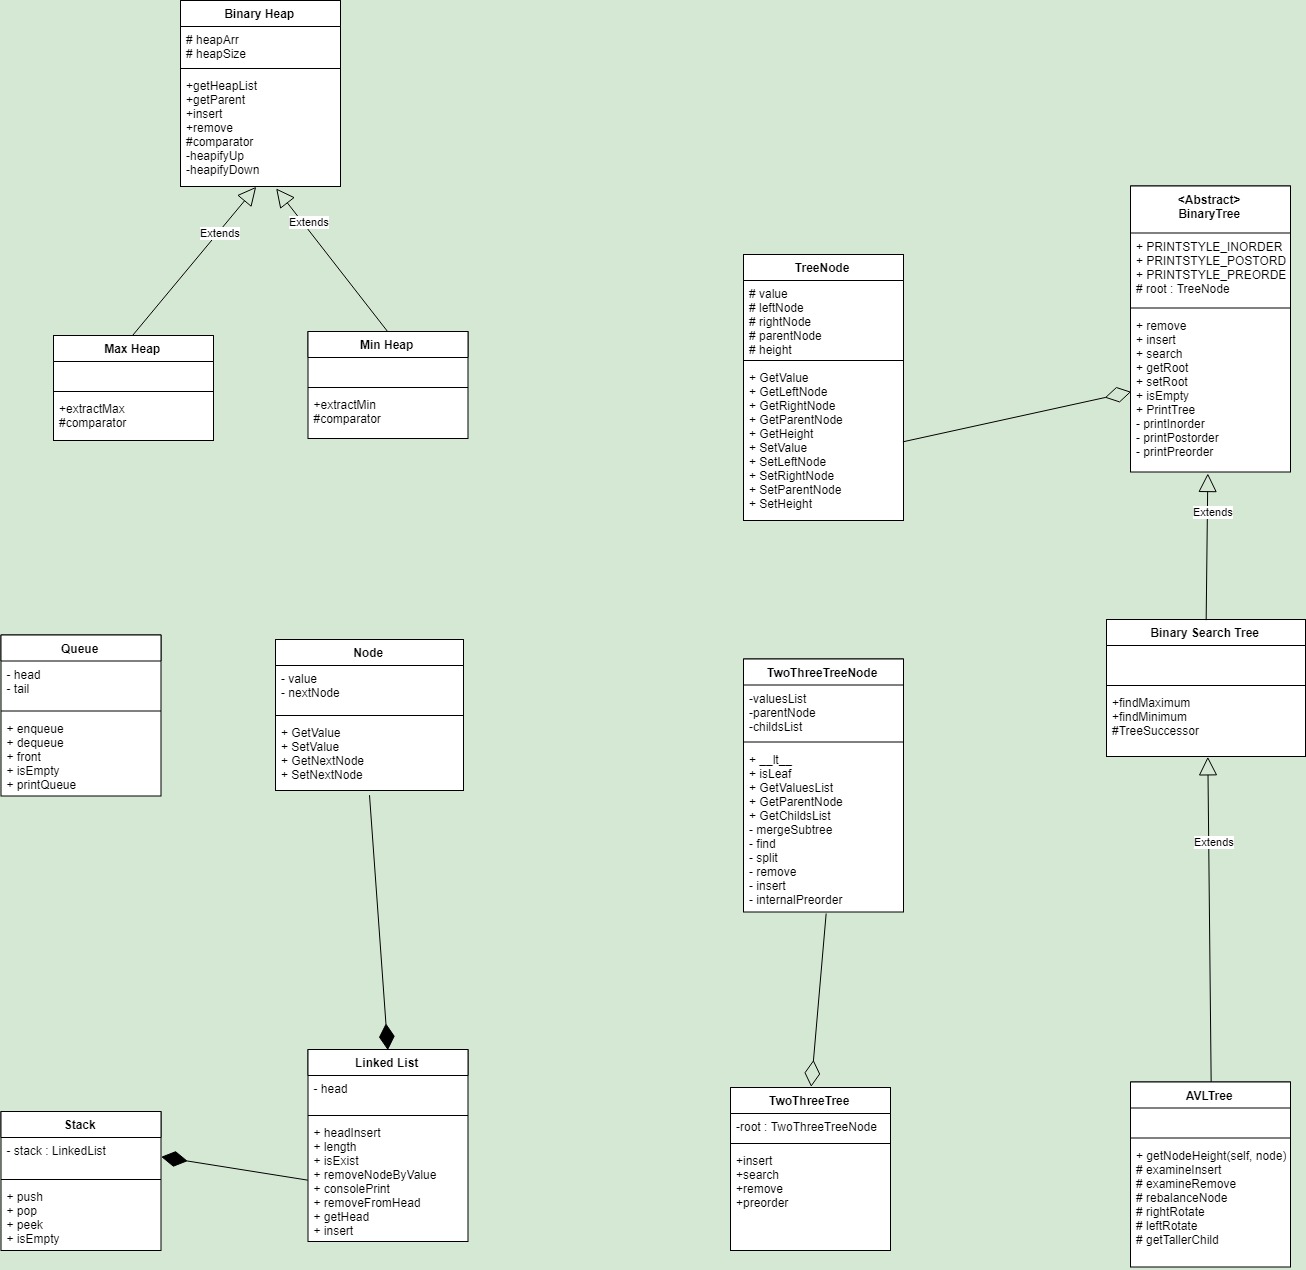 Binary Heap
# heapArr
# heapSize
+getHeapList
+getParent
+insert
+remove
#comparator
-heapifyUp
-heapifyDown
Extends
Extends
Max Heap
+extractMax
#comparator
Min Heap
+extractMin
#comparator
TreeNode
# value
# leftNode
# rightNode
# parentNode
# height
+ GetValue
+ GetLeftNode
+ GetRightNode
+ GetParentNode
+ GetHeight
+ SetValue
+ SetLeftNode
+ SetRightNode
+ SetParentNode
+ SetHeight
<Abstract>
BinaryTree
+ PRINTSTYLE_INORDER
+ PRINTSTYLE_POSTORD
+ PRINTSTYLE_PREORDE
# root : TreeNode
+ remove
+ insert
+ search
+ getRoot
+ setRoot
+ isEmpty
+ PrintTree
- printInorder
- printPostorder
- printPreorder
Extends
Queue
- head
- tail
+ enqueue
+ dequeue
+ front
+ isEmpty
+ printQueue
Node
- value
- nextNode
+ GetValue
+ SetValue
+ GetNextNode
+ SetNextNode
TwoThreeTreeNode
-valuesList
-parentNode
-childsList
+ __lt__
+ isLeaf
+ GetValuesList
+ GetParentNode
+ GetChildsList
- mergeSubtree
- find
- split
- remove
- insert
- internalPreorder
Binary Search Tree
+findMaximum
+findMinimum
#TreeSuccessor
Extends
Stack
- stack : LinkedList
+ push
+ pop
+ peek
+ isEmpty
Linked List
- head
+ headInsert
+ length
+ isExist
+ removeNodeByValue
+ consolePrint
+ removeFromHead
+ getHead
+ insert
TwoThreeTree
-root : TwoThreeTreeNode
+insert
+search
+remove
+preorder
AVLTree
+ getNodeHeight(self, node)
# examineInsert
# examineRemove
# rebalanceNode
# rightRotate
# leftRotate
# getTallerChild